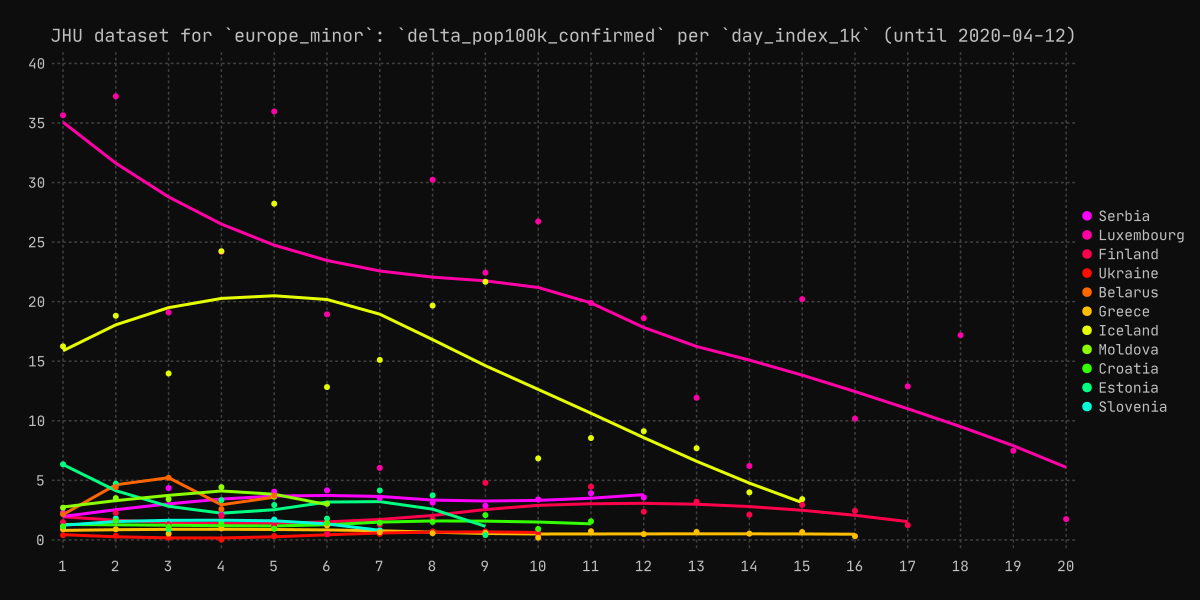 JHU dataset for `europe_minor`: `delta_pop100k_confirmed` per `day_index_1k` (until 2020-04-12)
40
35
30
25
20
15
10
5
0
1 2 3 4 5 6 7 8 9 10 11 12 13 14 15 16 17 18 19 20
Serbia
Luxembourg
Finland
Ukraine
Belarus
Greece
Iceland
Moldova
Croatia
Estonia
Slovenia